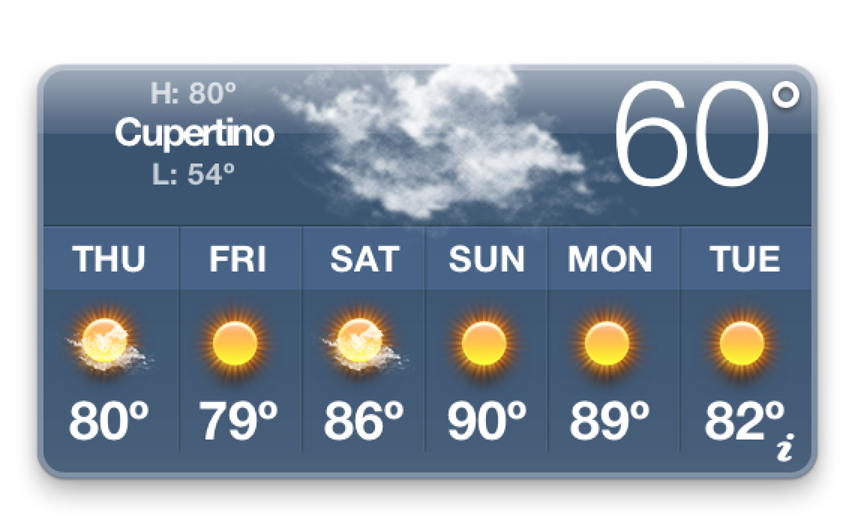 H: 80º
Cupertino
L: 54º
60°
THU FRI SAT SUN MON TUE
80º 79º 86º 90º 89º 82º
i